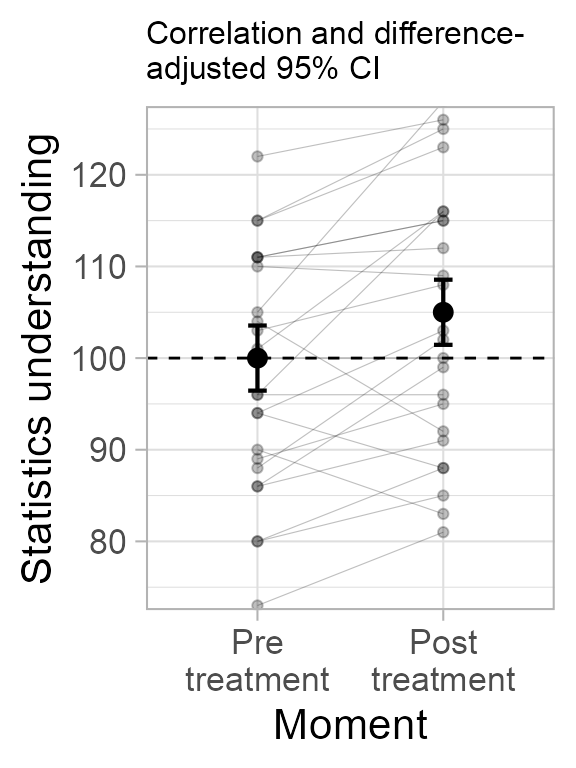 Correlation and difference-
adjusted 95% CI
Statistics understanding
120
110
100
90
80
Pre
treatment
Post
treatment
Moment